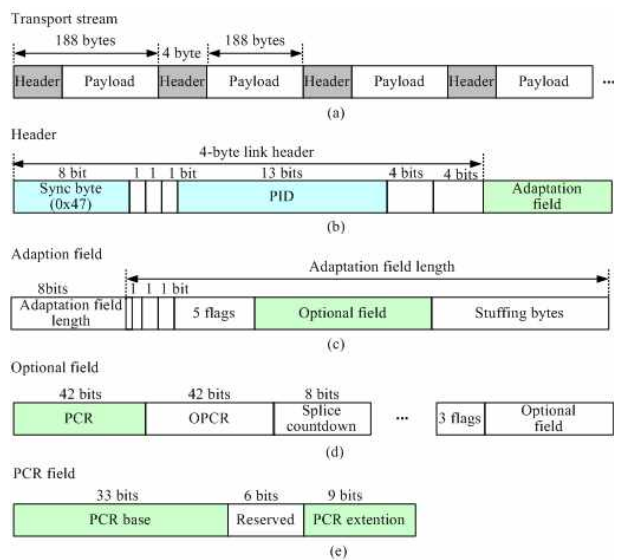 Transport stream
188 bytes 4 byte 188 bytes
Header Payload Header Payload Header Payload Header Payload ...
(a)
Header
4-byte link header
8 bit 1 1 1 bit 13 bits 4 bits 4 bits
Sync byte (0x47) PID Adaptation field
(b)
Adaption field
Adaptation field length
8bits 1 1 1 bit
Adaptation field length 5 flags Optional field Stuffing bytes
(c)
Optional field
42 bits 42 bits 8 bits
PCR OPCR Splice countdown ... 3 flags Optional field
(d)
PCR field
33 bits 6 bits 9 bits
PCR base Reserved PCR extention
(e)